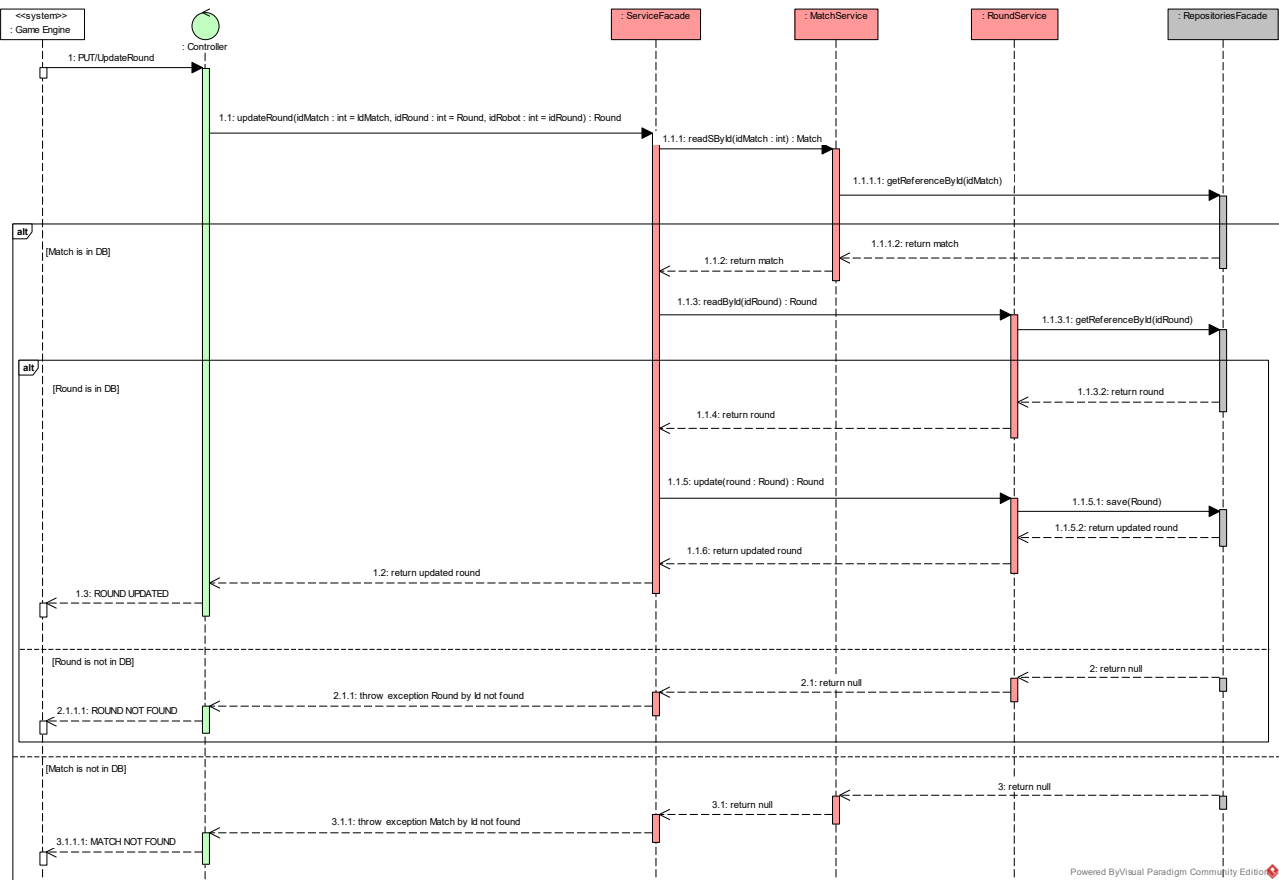 <<system>>
: Game Engine
: Controller
: ServiceFacade
: MatchService
: RoundService
: RepositoriesFacade
1: PUT/UpdateRound
1.1: updateRound(idMatch : int = IdMatch, idRound : int = Round, idRobot : int = idRound) : Round
1.1.1: readSById(idMatch : int) : Match
1.1.1.1: getReferenceById(idMatch)
alt
[Match is in DB]
1.1.1.2: return match
1.1.2: return match
1.1.3: readById(idRound) : Round
1.1.3.1: getReferenceById(idRound)
alt
[Round is in DB]
1.1.3.2: return round
1.1.4: return round
1.1.5: update(round : Round) : Round
1.1.5.1: save(Round)
1.1.5.2: return updated round
1.1.6: return updated round
1.2: return updated round
1.3: ROUND UPDATED
[Round is not in DB]
2: return null
2.1: return null
2.1.1: throw exception Round by Id not found
2.1.1.1: ROUND NOT FOUND
[Match is not in DB]
3: return null
3.1: return null
3.1.1: throw exception Match by Id not found
3.1.1.1: MATCH NOT FOUND
Powered By Visual Paradigm Community Edition